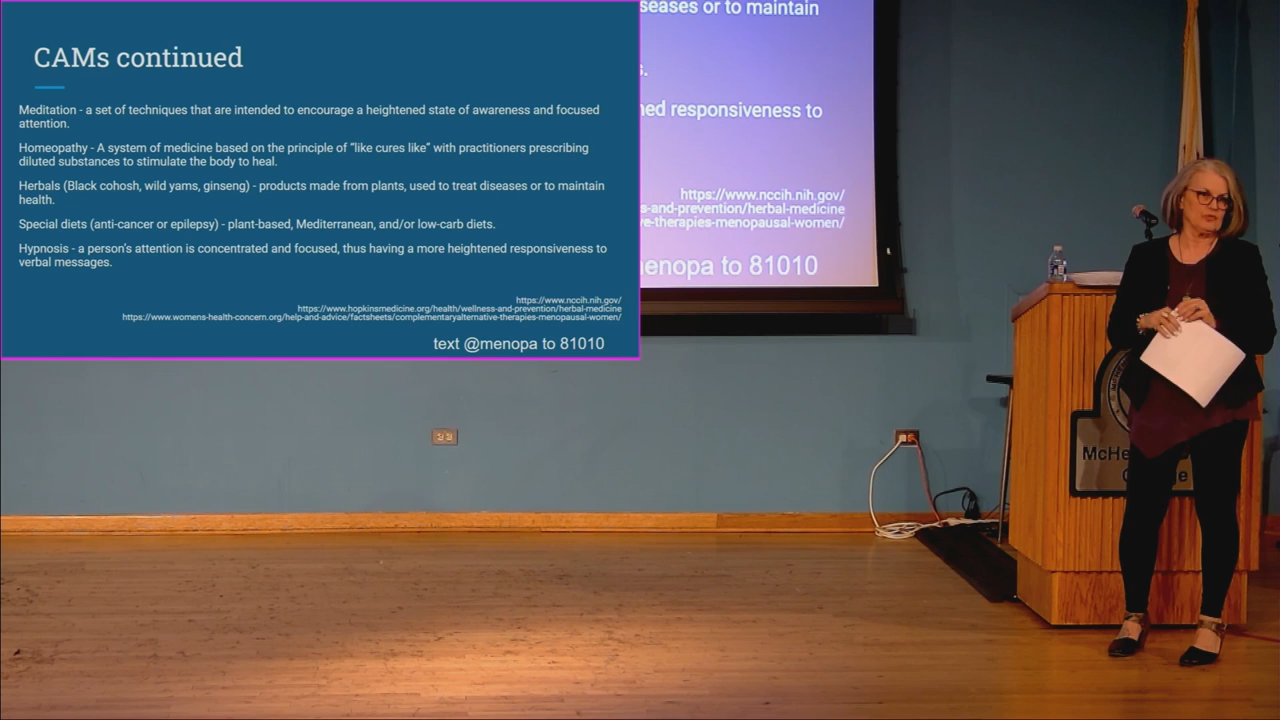 CAMs continued
Meditation - a set of techniques that are intended to encourage a heightened state of awareness and focused
attention.
Homeopathy - A system of medicine based on the principle of “like cures like” with practitioners prescribing
diluted substances to stimulate the body to heal.
Herbals (Black cohosh, wild yams, ginseng) - products made from plants, used to treat diseases or to maintain
health.
Special diets (anti-cancer or epilepsy) - plant-based, Mediterranean, and/or low-carb diets.
Hypnosis - a person’s attention is concentrated and focused, thus having a more heightened responsiveness to
verbal messages.
https://www.nccih.nih.gov/
https://www.hopkinsmedicine.org/health/wellness-and-prevention/herbal-medicine
https://www.womens-health-concern.org/help-and-advice/factsheets/complementaryalternative-therapies-menopausal-women/
text @menopa to 81010
seases or to maintain
s.
ned responsiveness to
https://www.nccih.nih.gov/
s-and-prevention/herbal-medicine
ve-therapies-menopausal-women/
enopa to 81010
McHe
C ge